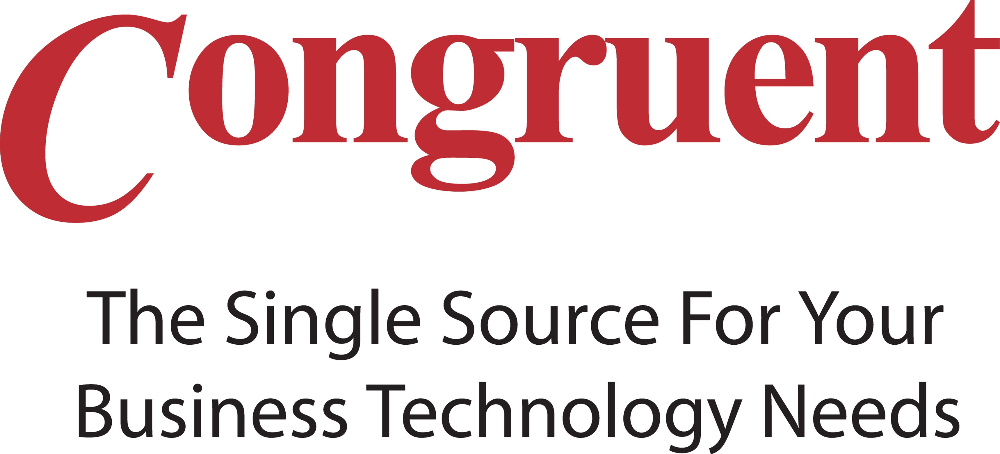 Congruent
The Single Source For Your
Business Technology Needs